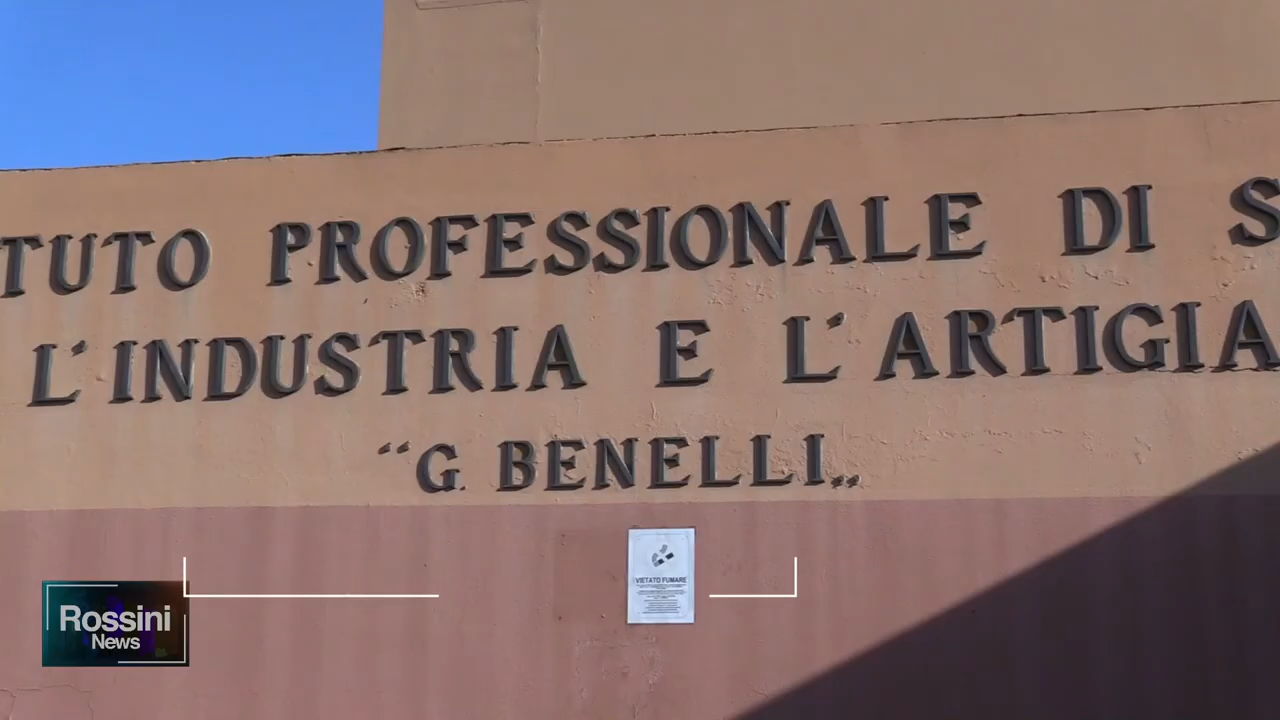 TUTO PROFESSIONALE DI S
L'INDUSTRIA E L'ARTIGIA
“G. BENELLI„
VIETATO FUMARE
Rossini
News